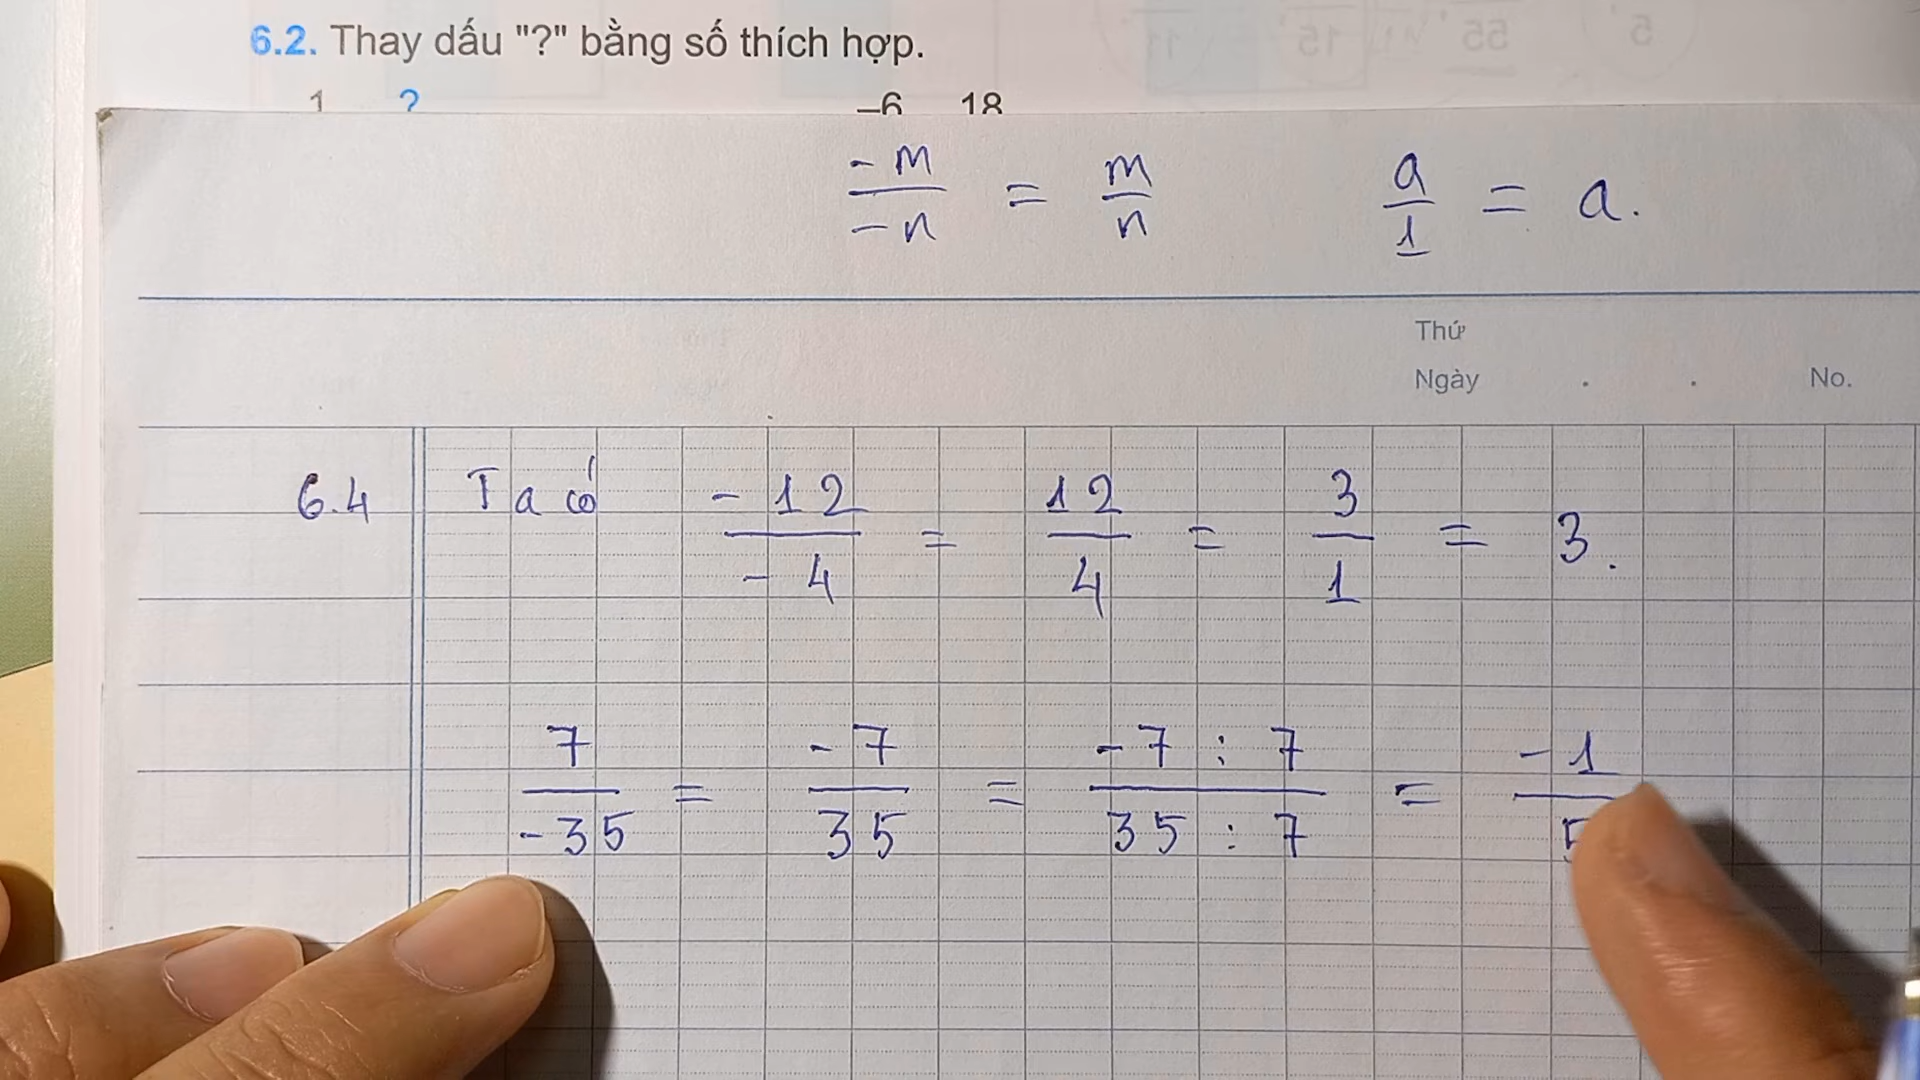 6.2. Thay dấu "?" bằng số thích hợp.
1 ? –6 18
-m/-n = m/n a/1 = a.
Thứ
Ngày . . No.
6.4 Ta có -12/-4 = 12/4 = 3/1 = 3.
7/-35 = -7/35 = -7 : 7/35 : 7 = -1/5